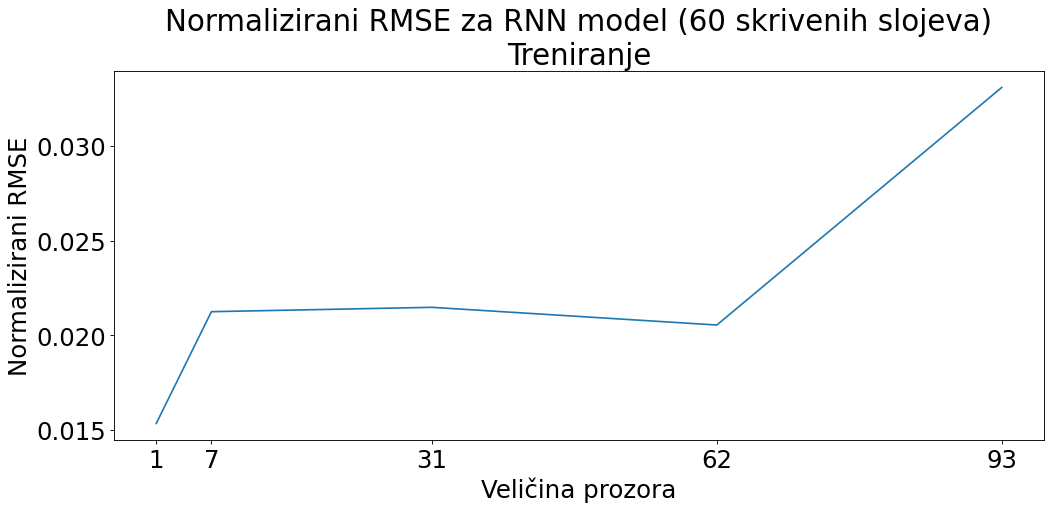 Normalizirani RMSE za RNN model (60 skrivenih slojeva)
Treniranje
Normalizirani RMSE
0.030
0.025
0.020
0.015
1 7 31 62 93
Veličina prozora